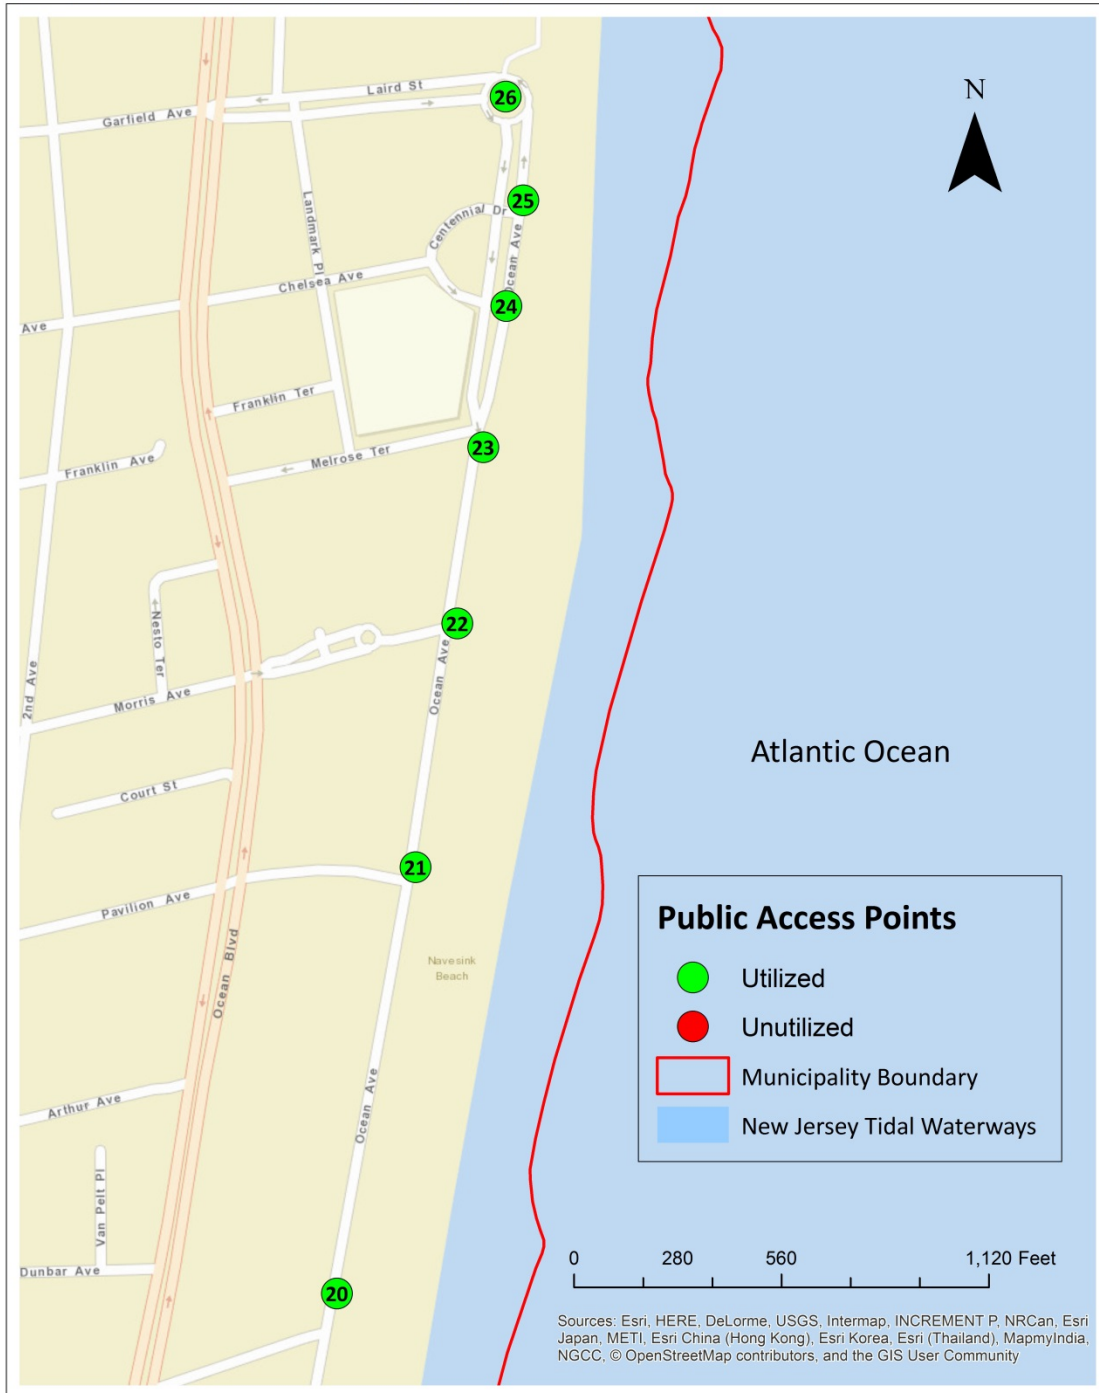 Laird St
26
Garfield Ave
N
Landmark Pl
25
Centennial Dr
Ocean Ave
Chelsea Ave
24
Ave
Franklin Ter
23
Melrose Ter
Franklin Ave
Nesto Ter
22
2nd Ave
Ocean Ave
Morris Ave
Atlantic Ocean
Court St
21
Pavilion Ave
Ocean Blvd
Navesink
Beach
Public Access Points
Utilized
Unutilized
Municipality Boundary
New Jersey Tidal Waterways
Arthur Ave
Ocean Ave
Van Pelt Pl
Dunbar Ave
20
0 280 560 1,120 Feet
Sources: Esri, HERE, DeLorme, USGS, Intermap, INCREMENT P, NRCan, Esri
Japan, METI, Esri China (Hong Kong), Esri Korea, Esri (Thailand), MapmyIndia,
NGCC, © OpenStreetMap contributors, and the GIS User Community